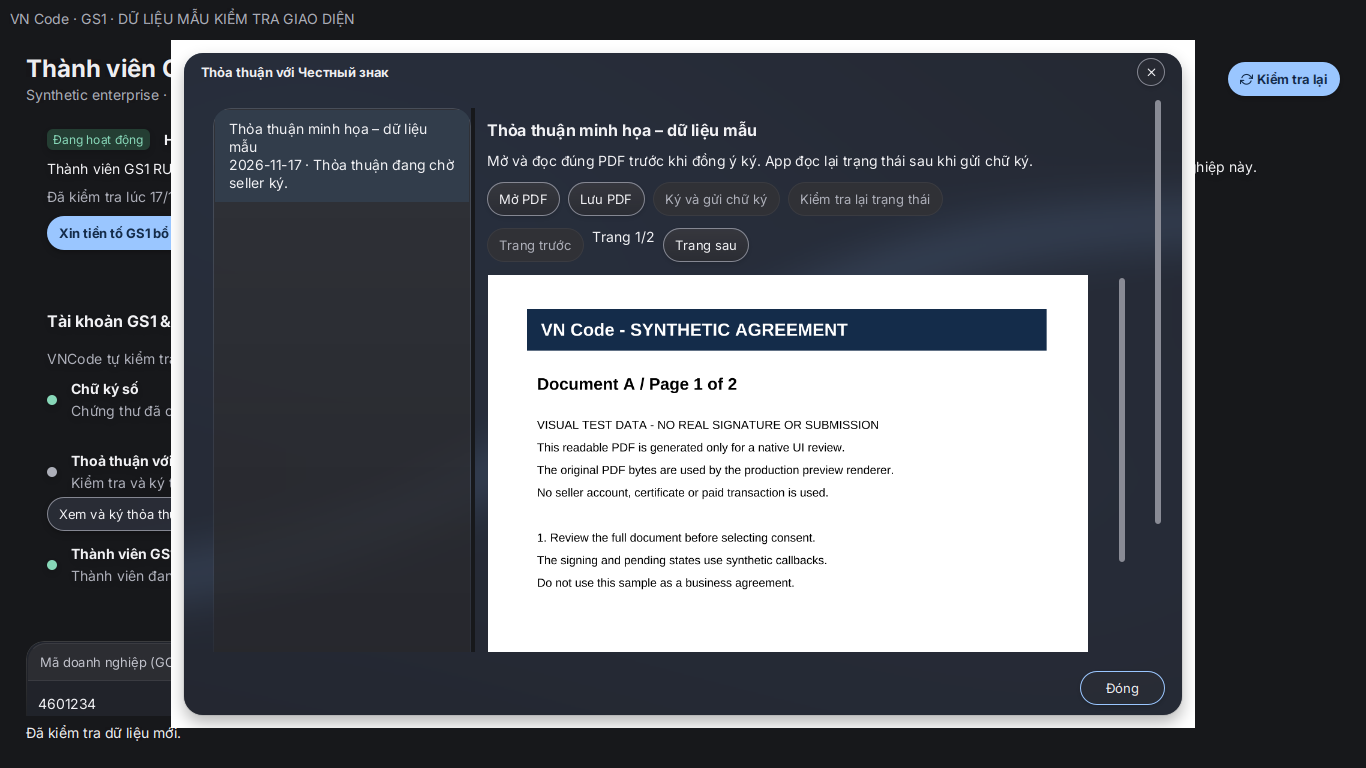 VN Code · GS1 · DỮ LIỆU MẪU KIỂM TRA GIAO DIỆN
Thành viên
Synthetic enterprise ·
Kiểm tra lại
Đang hoạt động
Thành viên GS1 RU
Đã kiểm tra lúc 17/
Xin tiền tố GS1 bổ
này.
Tài khoản GS1 &
VNCode tự kiểm
Chữ ký số
Chứng thư đã
Thoả thuận với
Kiểm tra và ký
Xem và ký thỏa
Thành viên
Thành viên
Mã doanh nghiệp
4601234
Đã kiểm tra dữ liệu mới.
Thỏa thuận với Честный знак
Thỏa thuận minh họa – dữ liệu
mẫu
2026-11-17 · Thỏa thuận đang chờ
seller ký.
Thỏa thuận minh họa – dữ liệu mẫu
Mở và đọc đúng PDF trước khi đồng ý ký. App đọc lại trạng thái sau khi gửi chữ ký.
Mở PDF Lưu PDF Ký và gửi chữ ký Kiểm tra lại trạng thái
Trang trước Trang 1/2 Trang sau
VN Code - SYNTHETIC AGREEMENT
Document A / Page 1 of 2
VISUAL TEST DATA - NO REAL SIGNATURE OR SUBMISSION
This readable PDF is generated only for a native UI review.
The original PDF bytes are used by the production preview renderer.
No seller account, certificate or paid transaction is used.
1. Review the full document before selecting consent.
The signing and pending states use synthetic callbacks.
Do not use this sample as a business agreement.
Đóng